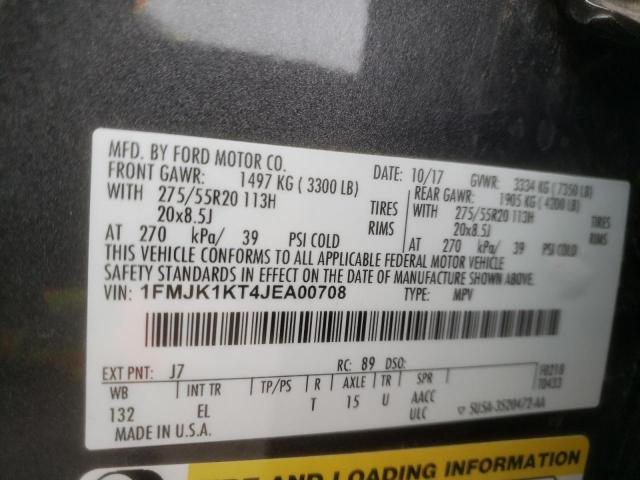 MFD. BY FORD MOTOR CO.
DATE: 10/17 GVWR: 3334 KG (7350 LB)
FRONT GAWR: 1497 KG (3300 LB) REAR GAWR: 1905 KG (4200 LB)
WITH 275/55R20 113H TIRES WITH 275/55R20 113H TIRES
20x8.5J RIMS 20x8.5J RIMS
AT 270 kPa/ 39 PSI COLD AT 270 kPa/ 39 PSI COLD
THIS VEHICLE CONFORMS TO ALL APPLICABLE FEDERAL MOTOR VEHICLE
SAFETY STANDARDS IN EFFECT ON THE DATE OF MANUFACTURE SHOWN ABOVE.
VIN: 1FMJK1KT4JEA00708 TYPE: MPV
EXT PNT: J7 RC: 89 DSO: F0210
WB INT TR TP/PS R AXLE TR SPR 70433
132 EL T 15 U AACC
ULC
MADE IN U.S.A.
AND LOADING INFORMATION